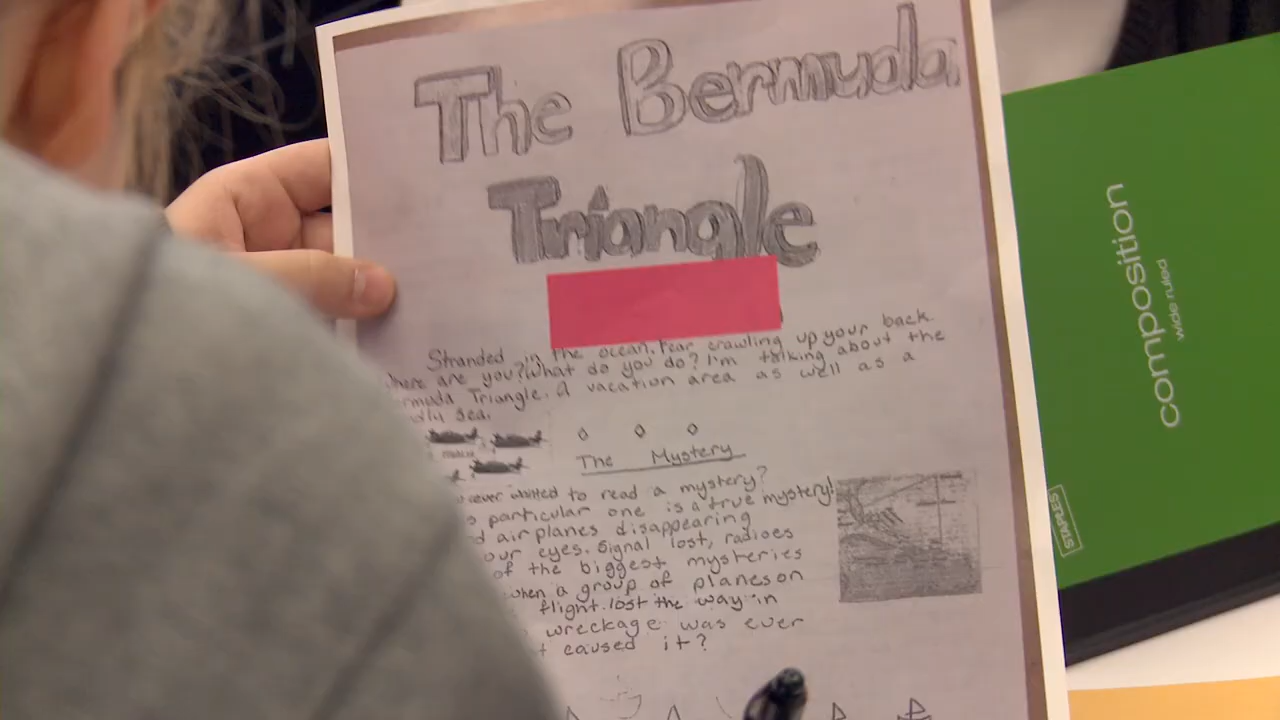 The Bermuda
Triangle
Stranded in the ocean. Fear crawling up your back.
here are you? What do you do? I'm talking about the
rmuda Triangle. A vacation area as well as a
dly sea.
The Mystery
ever wanted to read a mystery?
s particular one is a true mystery!
d airplanes disappearing
our eyes. Signal lost, radioes
of the biggest mysteries
when a group of planes on
flight lost the way in
wreckage was ever
t caused it?
composition
wide ruled
STAPLES